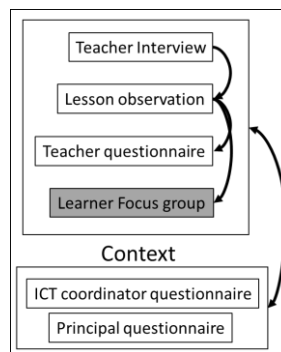 Teacher Interview
Lesson observation
Teacher questionnaire
Learner Focus group
Context
ICT coordinator questionnaire
Principal questionnaire